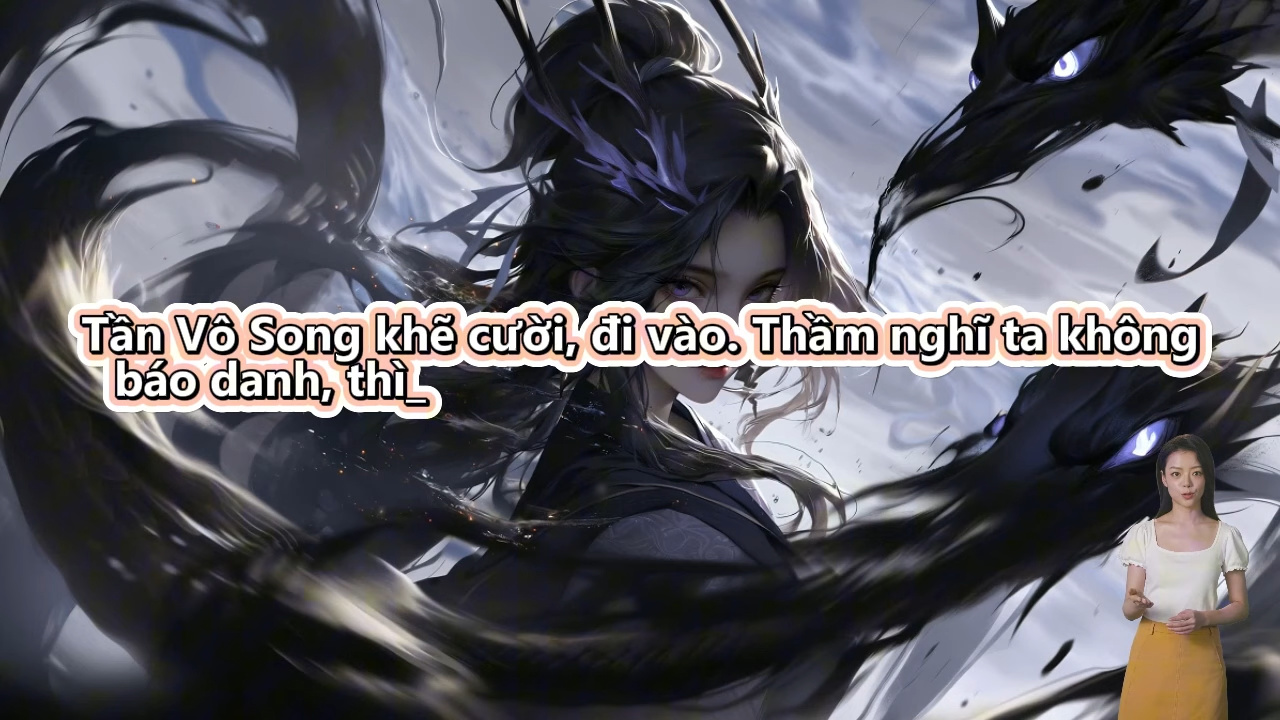 Tần Vô Song khẽ cười, đi vào. Thầm nghĩ ta không
báo danh, thì_